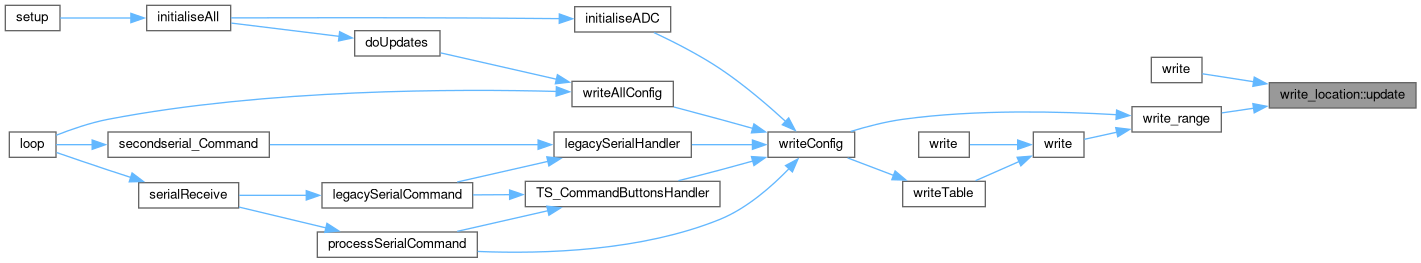 setup
initialiseAll
initialiseADC
doUpdates
write
writeAllConfig
write_location::update
write_range
loop
secondserial_Command
legacySerialHandler
writeConfig
write
write
serialReceive
legacySerialCommand
TS_CommandButtonsHandler
writeTable
processSerialCommand